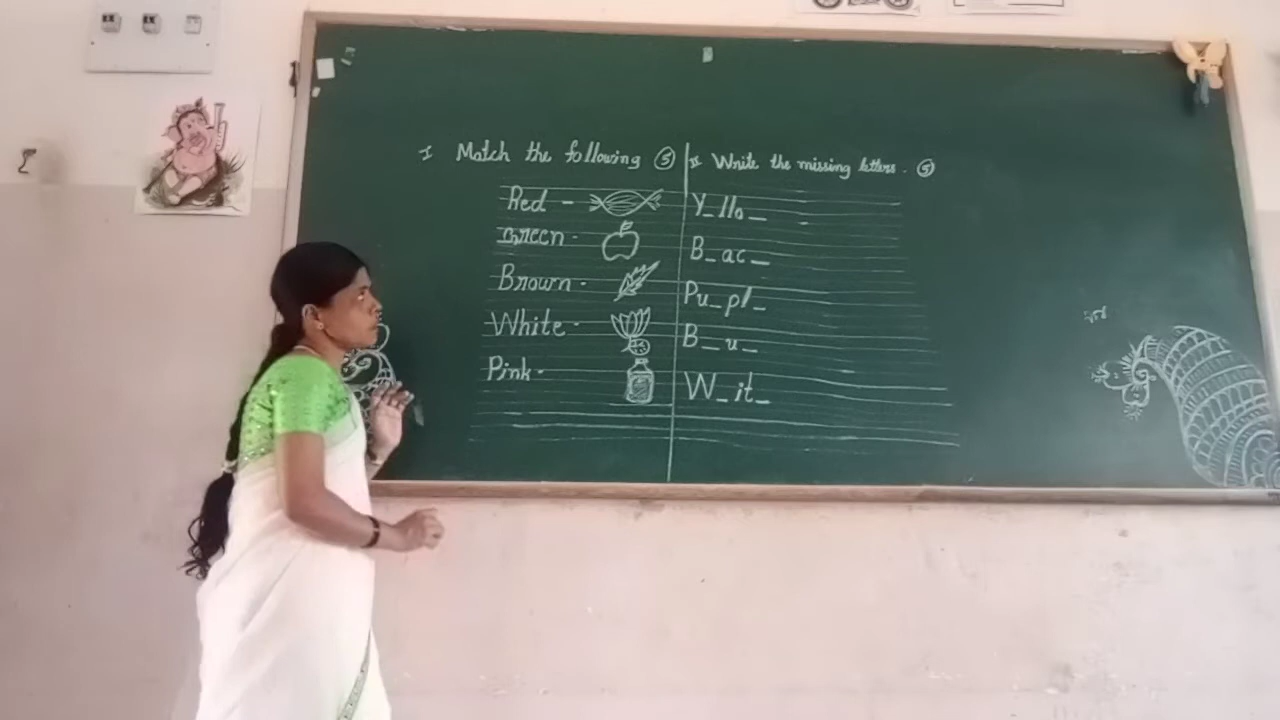 I Match the following ⑤
Red -
Green -
Brown -
White -
Pink -
II Write the missing letters. ⑤
Y_llo_
B_ac_
Pu_pl_
B_u_
W_it_